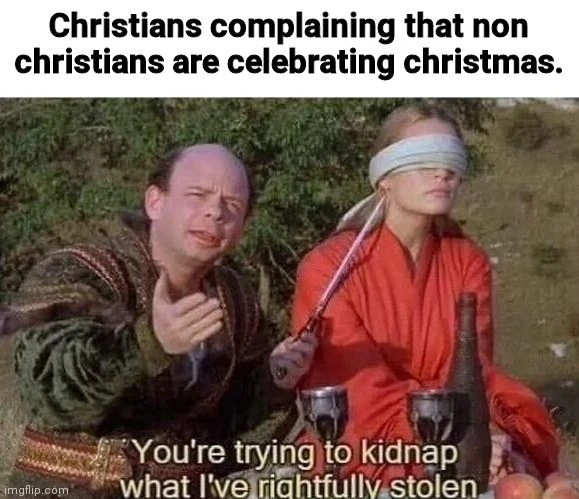 Christians complaining that non
christians are celebrating christmas.
You're trying to kidnap
what I've rightfully stolen
imgflip.com